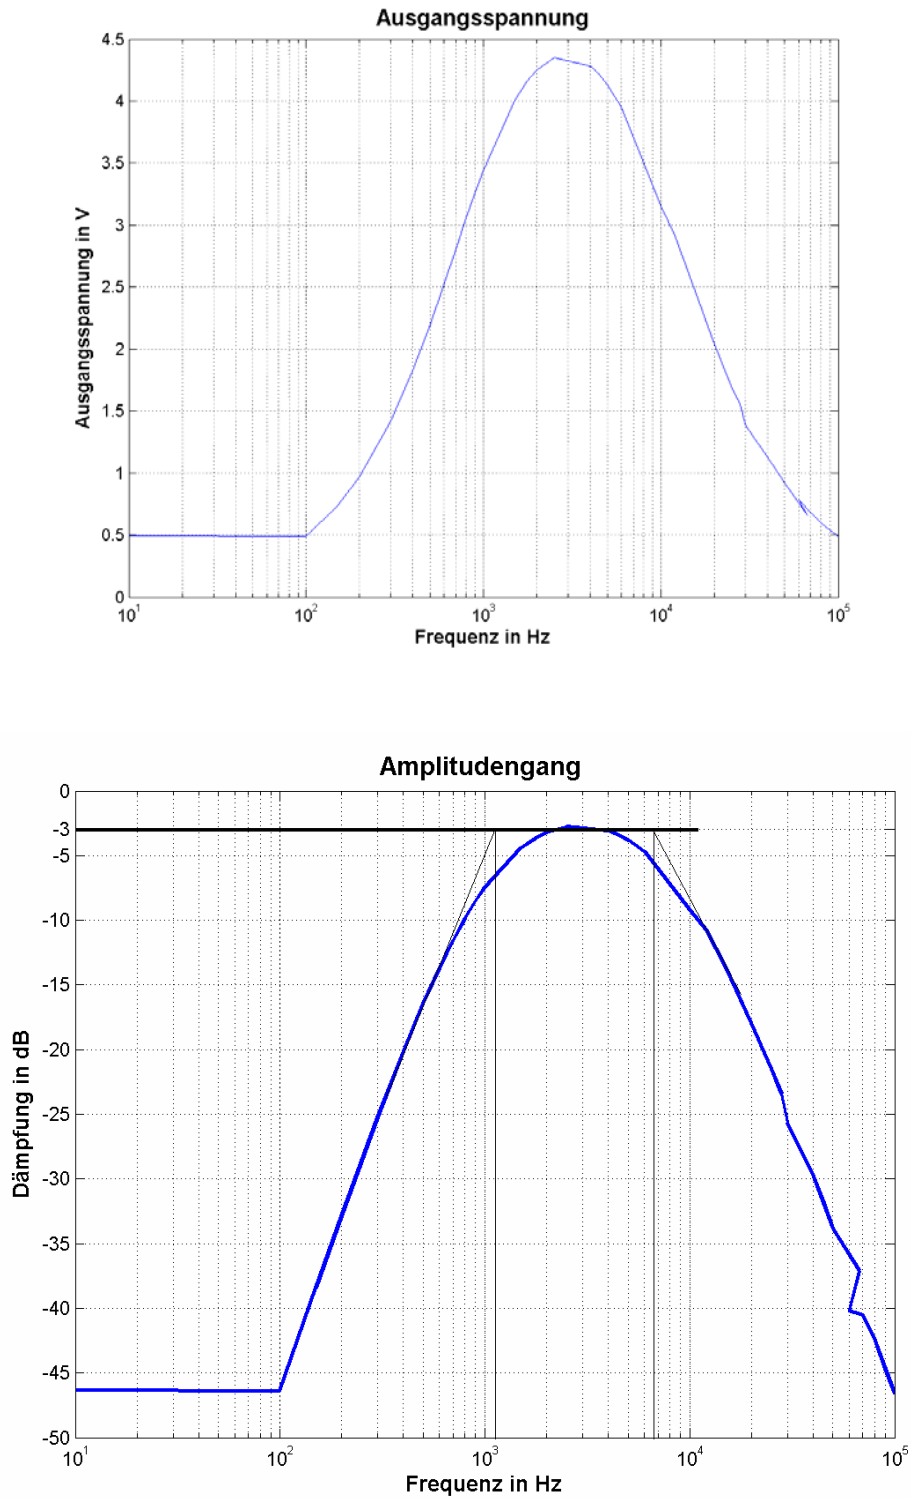 Ausgangsspannung
4.5
4
3.5
3
2.5
2
1.5
1
0.5
0
Ausgangsspannung in V
10^1 10^2 10^3 10^4 10^5
Frequenz in Hz
Amplitudengang
0
-3
-5
-10
-15
-20
-25
-30
-35
-40
-45
-50
Dämpfung in dB
10^1 10^2 10^3 10^4 10^5
Frequenz in Hz